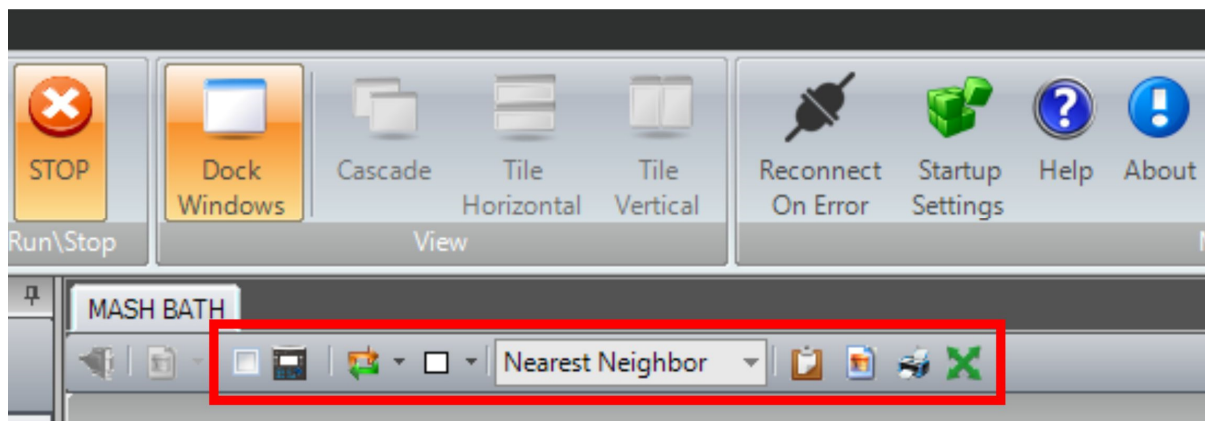 STOP
Dock
Windows
Cascade
Tile
Horizontal
Tile
Vertical
Reconnect
On Error
Startup
Settings
Help
About
Run\Stop
View
MASH BATH
Nearest Neighbor